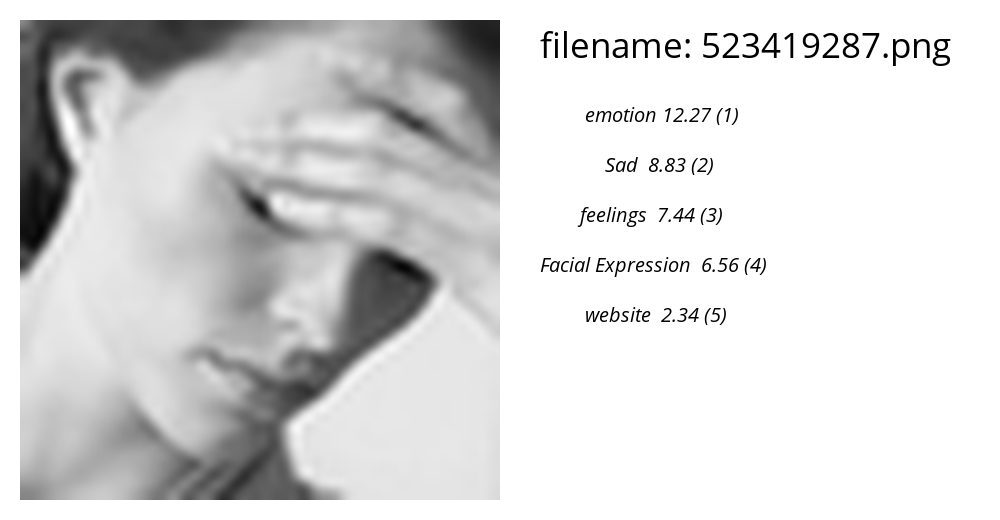 filename: 523419287.png
emotion 12.27 (1)
Sad 8.83 (2)
feelings 7.44 (3)
Facial Expression 6.56 (4)
website 2.34 (5)